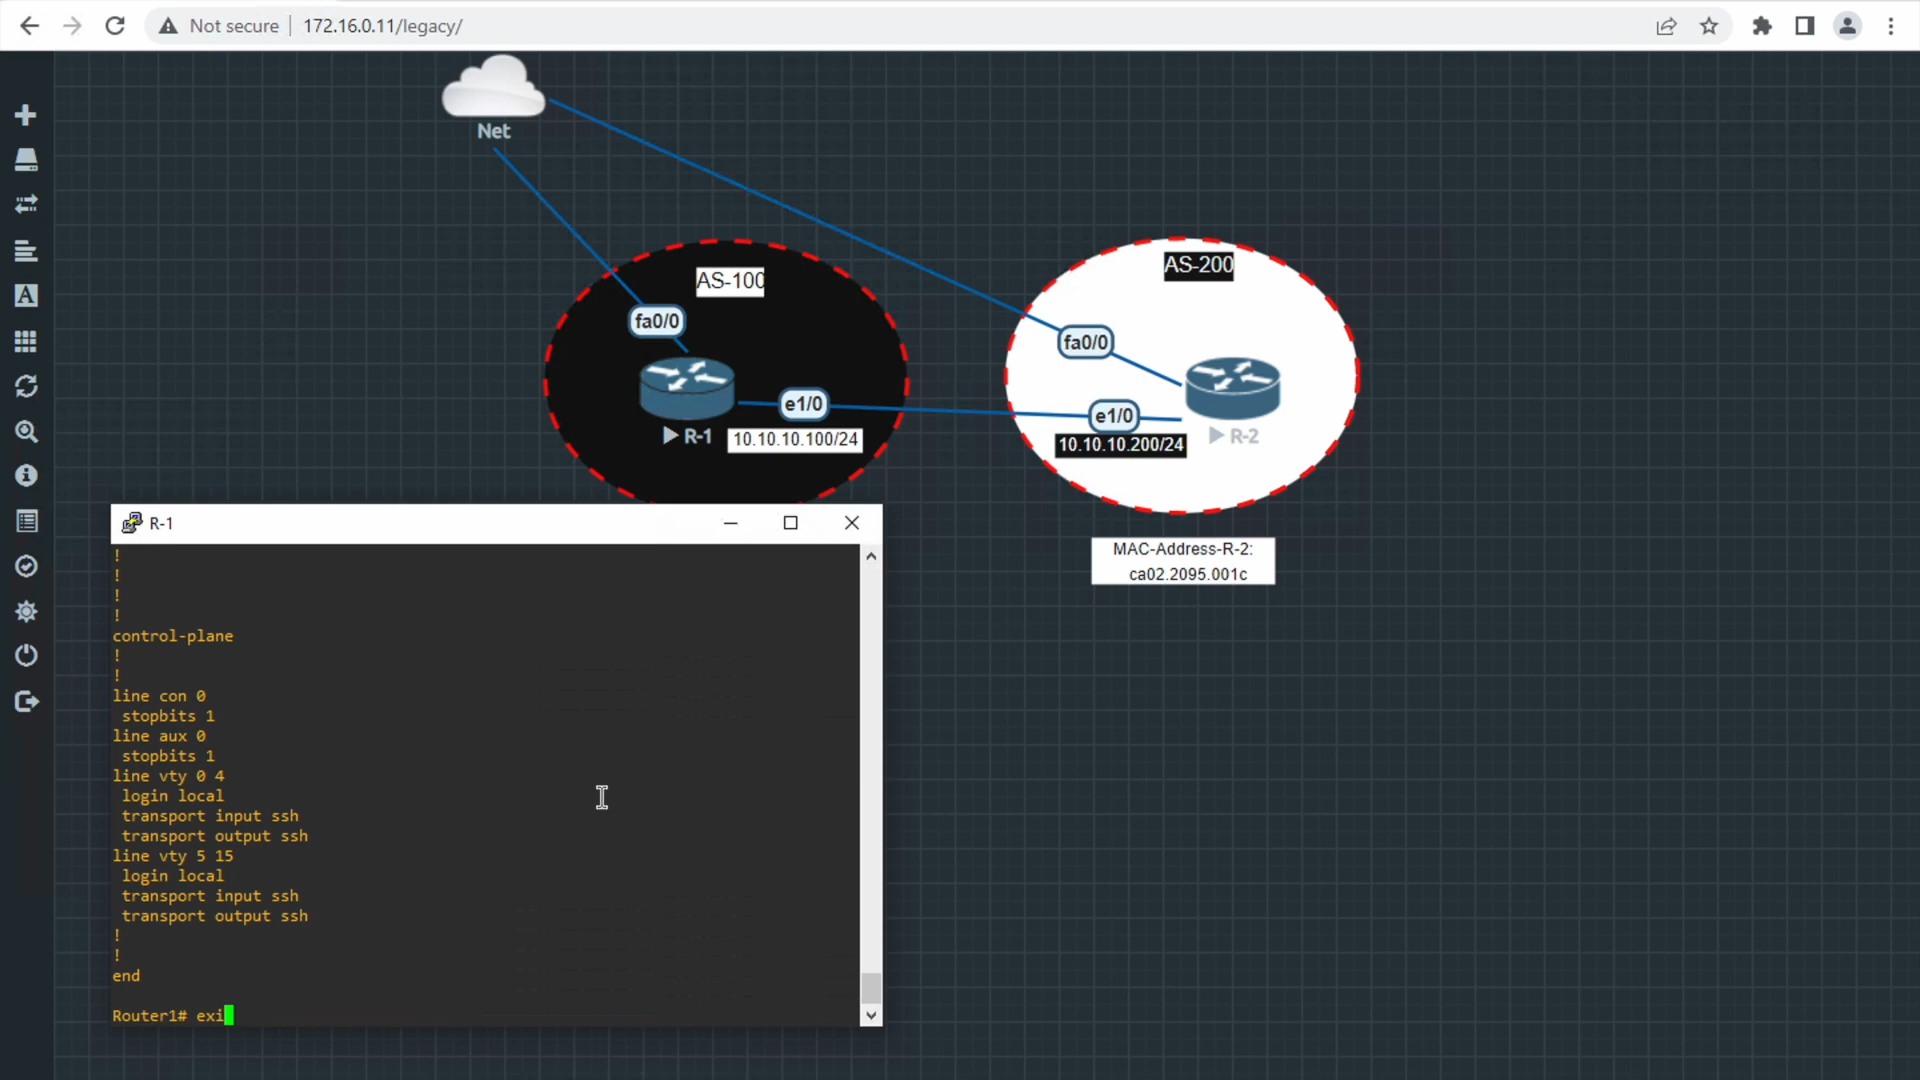 Not secure
172.16.0.11/legacy/
Net
AS-100
AS-200
fa0/0
fa0/0
e1/0
e1/0
R-1
10.10.10.100/24
10.10.10.200/24
R-2
MAC-Address-R-2:
ca02.2095.001c
R-1
!
!
!
!
control-plane
!
!
line con 0
 stopbits 1
line aux 0
 stopbits 1
line vty 0 4
 login local
 transport input ssh
 transport output ssh
line vty 5 15
 login local
 transport input ssh
 transport output ssh
!
!
end
Router1# exi